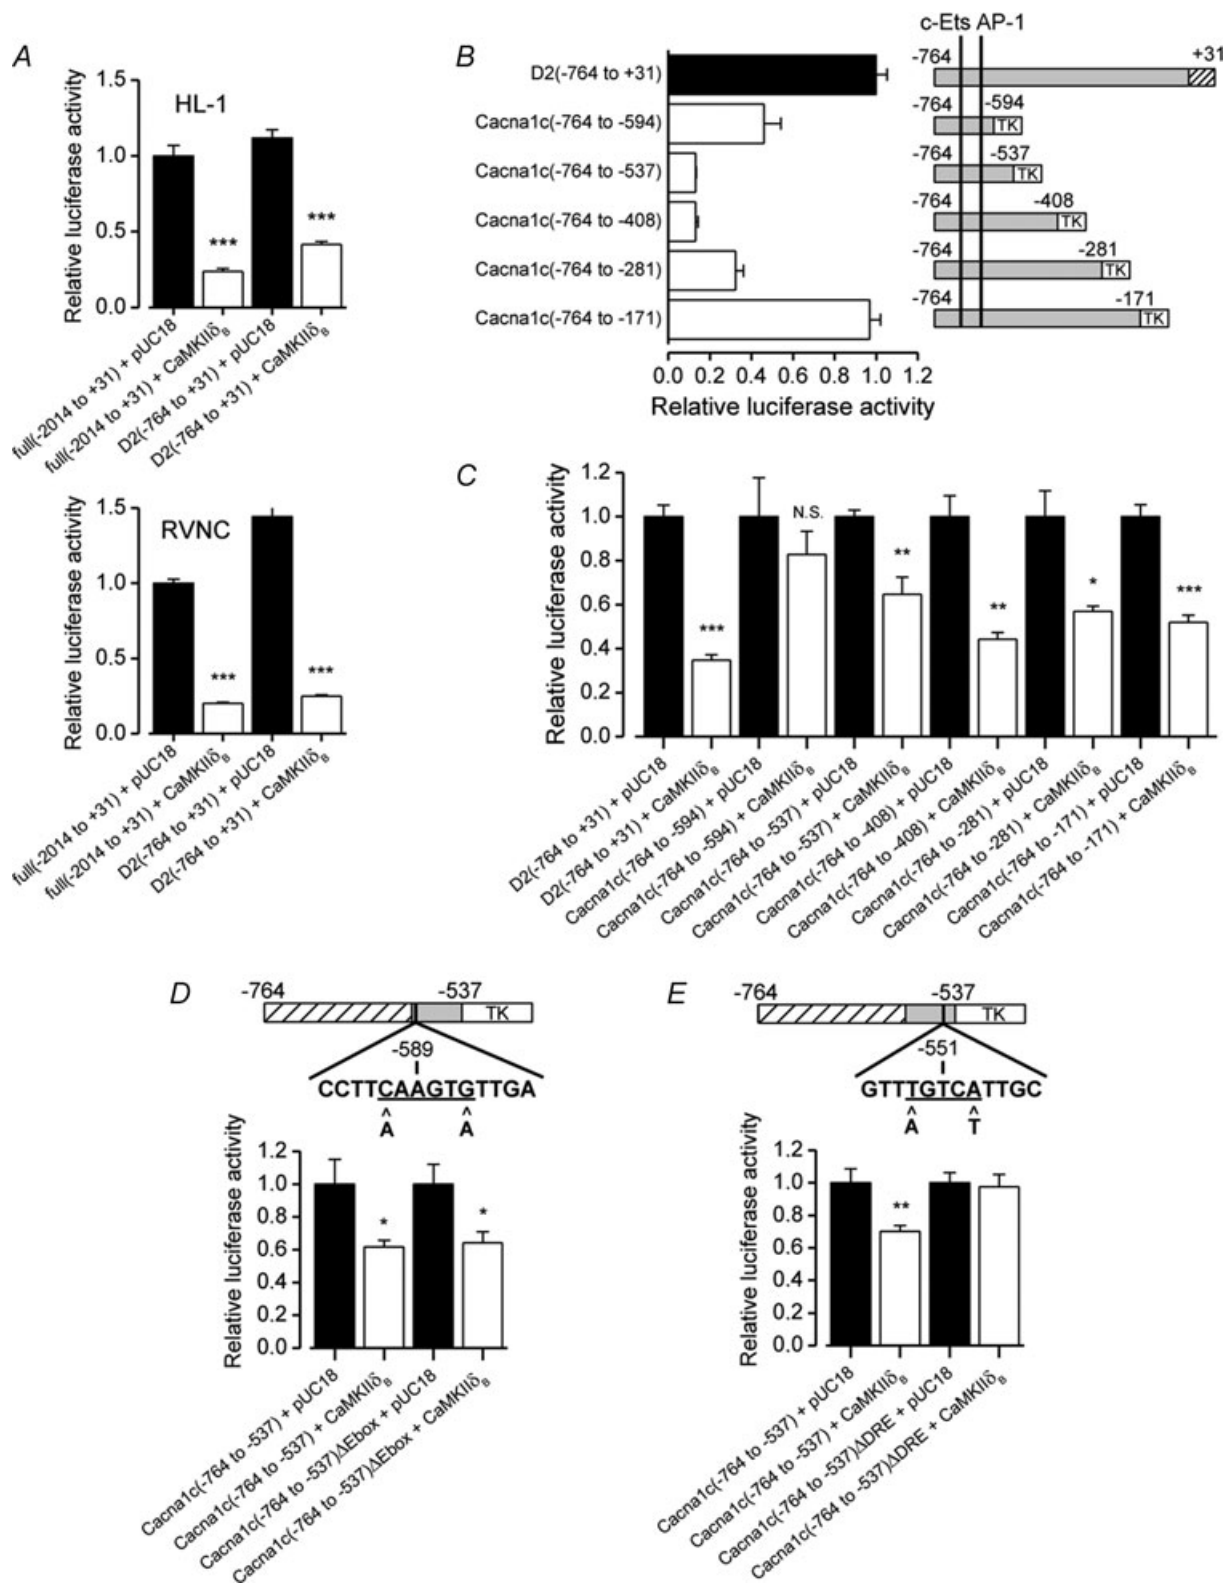 A
Relative luciferase activity
1.5
1.0
0.5
0.0
HL-1
***
***
full(-2014 to +31) + pUC18
full(-2014 to +31) + CaMKIIδB
D2(-764 to +31) + pUC18
D2(-764 to +31) + CaMKIIδB
Relative luciferase activity
1.5
1.0
0.5
0.0
RVNC
***
***
full(-2014 to +31) + pUC18
full(-2014 to +31) + CaMKIIδB
D2(-764 to +31) + pUC18
D2(-764 to +31) + CaMKIIδB
B
D2(-764 to +31)
Cacna1c(-764 to -594)
Cacna1c(-764 to -537)
Cacna1c(-764 to -408)
Cacna1c(-764 to -281)
Cacna1c(-764 to -171)
0.0 0.2 0.4 0.6 0.8 1.0 1.2
Relative luciferase activity
c-Ets AP-1
-764 +31
-764 -594
TK
-764 -537
TK
-764 -408
TK
-764 -281
TK
-764 -171
TK
C
Relative luciferase activity
1.2
1.0
0.8
0.6
0.4
0.2
0.0
***
N.S.
**
**
*
***
D2(-764 to +31) + pUC18
D2(-764 to +31) + CaMKIIδB
Cacna1c(-764 to -594) + pUC18
Cacna1c(-764 to -594) + CaMKIIδB
Cacna1c(-764 to -537) + pUC18
Cacna1c(-764 to -537) + CaMKIIδB
Cacna1c(-764 to -408) + pUC18
Cacna1c(-764 to -408) + CaMKIIδB
Cacna1c(-764 to -281) + pUC18
Cacna1c(-764 to -281) + CaMKIIδB
Cacna1c(-764 to -171) + pUC18
Cacna1c(-764 to -171) + CaMKIIδB
D
-764 -537
TK
-589
CCTTCAAGTGTTGA
^ ^
A A
Relative luciferase activity
1.2
1.0
0.8
0.6
0.4
0.2
0.0
*
*
Cacna1c(-764 to -537) + pUC18
Cacna1c(-764 to -537) + CaMKIIδB
Cacna1c(-764 to -537)ΔEbox + pUC18
Cacna1c(-764 to -537)ΔEbox + CaMKIIδB
E
-764 -537
TK
-551
GTTTGTCATTGC
^ ^
A T
Relative luciferase activity
1.2
1.0
0.8
0.6
0.4
0.2
0.0
**
Cacna1c(-764 to -537) + pUC18
Cacna1c(-764 to -537) + CaMKIIδB
Cacna1c(-764 to -537)ΔDRE + pUC18
Cacna1c(-764 to -537)ΔDRE + CaMKIIδB